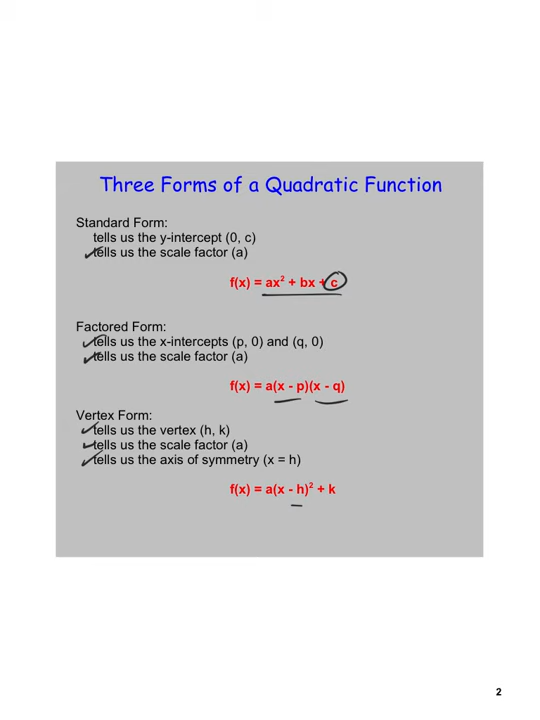 Three Forms of a Quadratic Function
Standard Form:
tells us the y-intercept (0, c)
tells us the scale factor (a)
f(x) = ax² + bx + c
Factored Form:
tells us the x-intercepts (p, 0) and (q, 0)
tells us the scale factor (a)
f(x) = a(x - p)(x - q)
Vertex Form:
tells us the vertex (h, k)
tells us the scale factor (a)
tells us the axis of symmetry (x = h)
f(x) = a(x - h)² + k
2